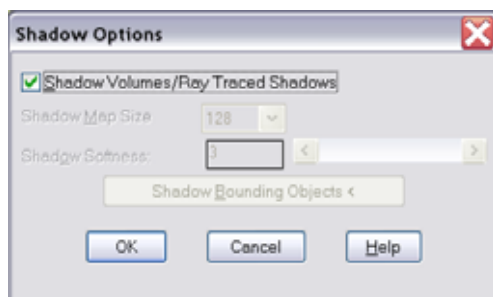 Shadow Options
Shadow Volumes/Ray Traced Shadows
Shadow Map Size
128
Shadow Softness:
3
Shadow Bounding Objects <
OK Cancel Help